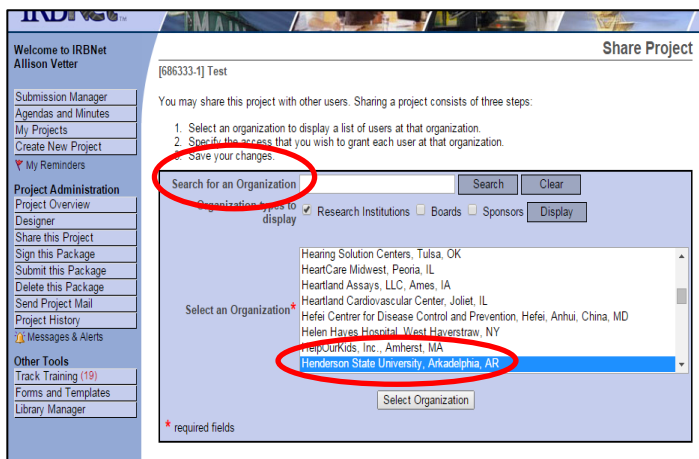 IRBNet
Share Project
Welcome to IRBNet
Allison Vetter
Submission Manager
Agendas and Minutes
My Projects
Create New Project
My Reminders
Project Administration
Project Overview
Designer
Share this Project
Sign this Package
Submit this Package
Delete this Package
Send Project Mail
Project History
Messages & Alerts
Other Tools
Track Training (19)
Forms and Templates
Library Manager
[686333-1] Test
You may share this project with other users. Sharing a project consists of three steps:
1. Select an organization to display a list of users at that organization.
2. Specify the access that you wish to grant each user at that organization.
3. Save your changes.
Search for an Organization Search Clear
Organization types to display Research Institutions Boards Sponsors Display
Select an Organization*
Hearing Solution Centers, Tulsa, OK
HeartCare Midwest, Peoria, IL
Heartland Assays, LLC, Ames, IA
Heartland Cardiovascular Center, Joliet, IL
Hefei Centrer for Disease Control and Prevention, Hefei, Anhui, China, MD
Helen Hayes Hospital, West Haverstraw, NY
HelpOurKids, Inc., Amherst, MA
Henderson State University, Arkadelphia, AR
Select Organization
* required fields